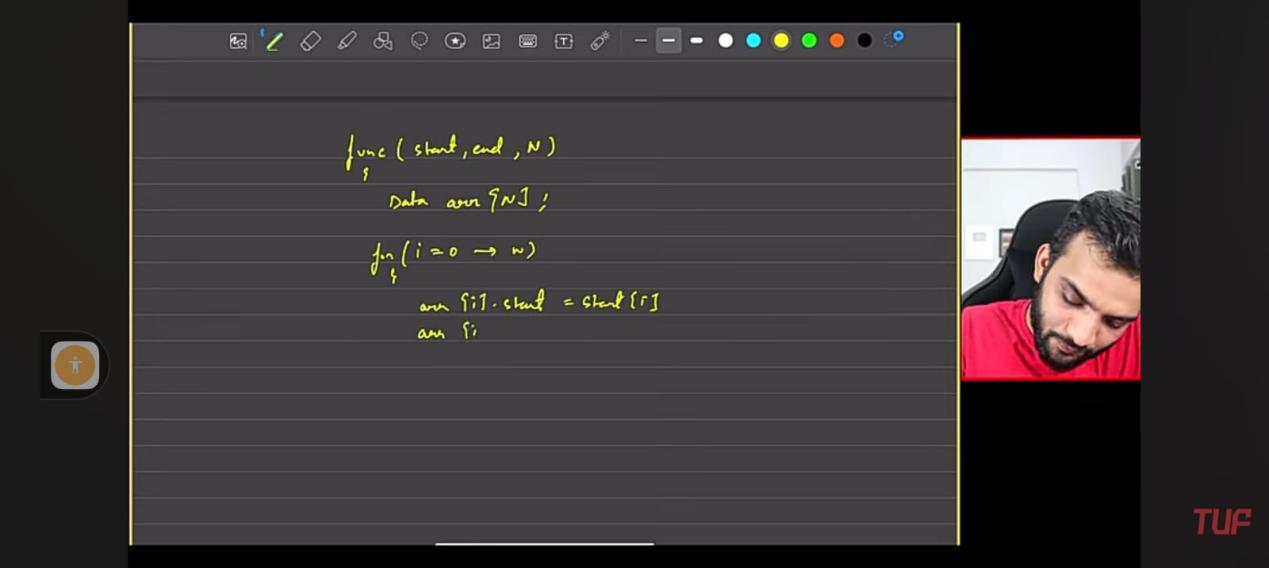 func ( start, end , N )
{
Data arr [N] ;
for ( i = 0 → N )
{
arr [i] . start = start [i]
arr [i
TUF